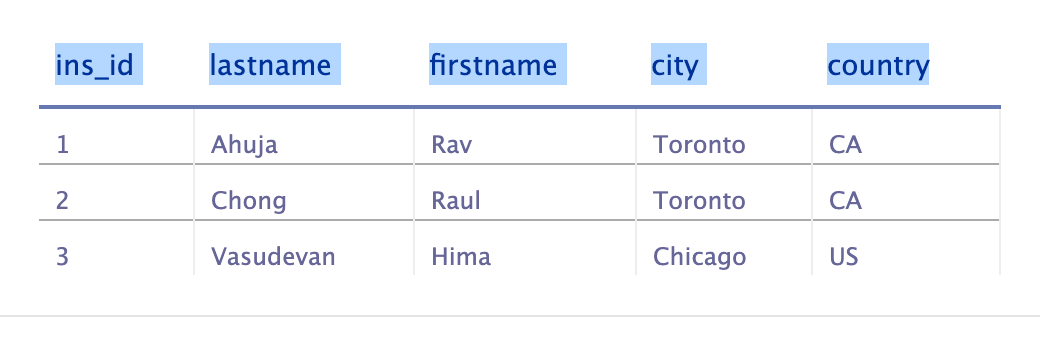 ins_id lastname firstname city country
1 Ahuja Rav Toronto CA
2 Chong Raul Toronto CA
3 Vasudevan Hima Chicago US